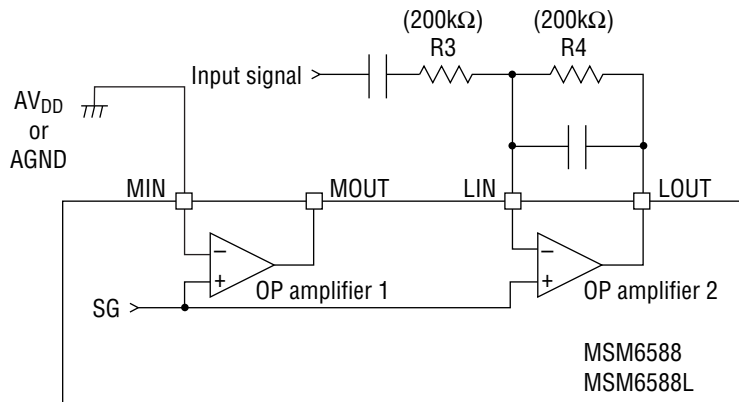 (200kΩ)
R3
(200kΩ)
R4
Input signal
AVDD
or
AGND
MIN
MOUT
LIN
LOUT
−
+
OP amplifier 1
−
+
OP amplifier 2
SG
MSM6588
MSM6588L